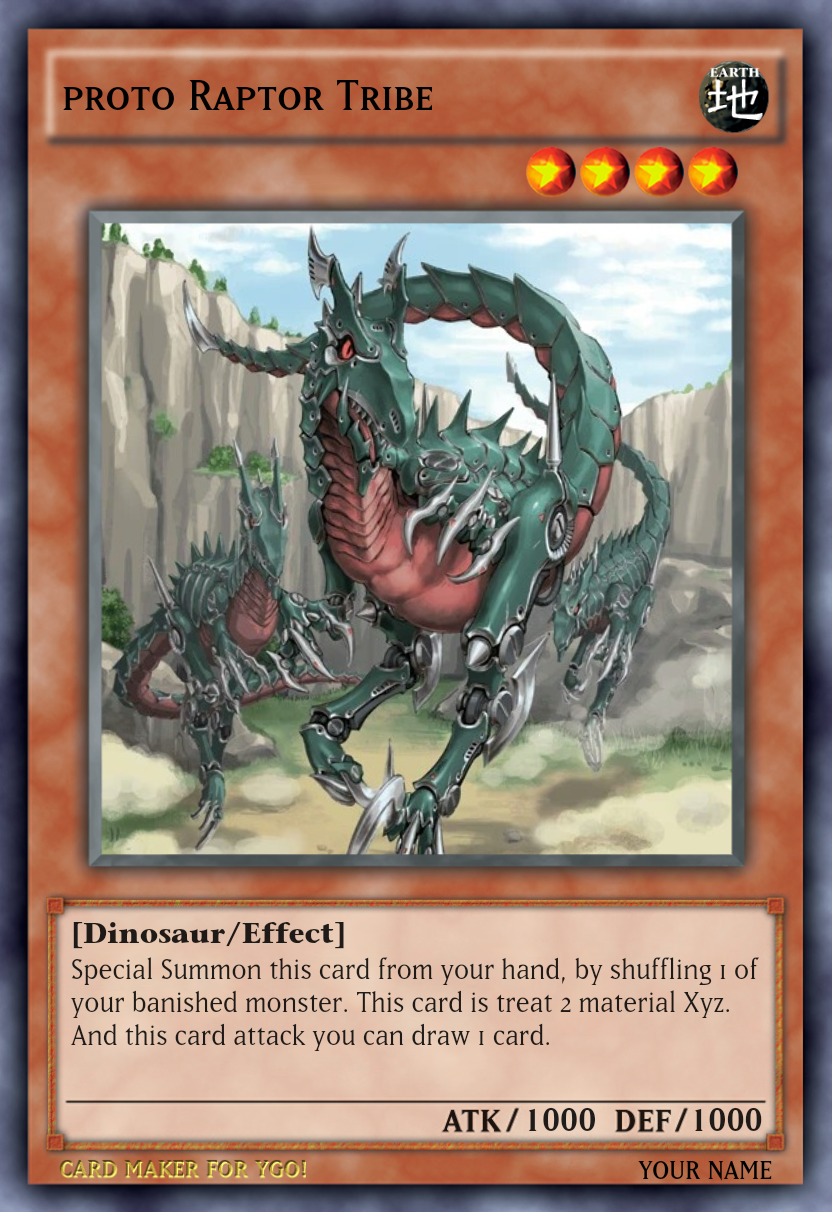 PROTO RAPTOR TRIBE
EARTH
地
[Dinosaur/Effect]
Special Summon this card from your hand, by shuffling 1 of
your banished monster. This card is treat 2 material Xyz.
And this card attack you can draw 1 card.
ATK/1000 DEF/1000
CARD MAKER FOR YGO! YOUR NAME